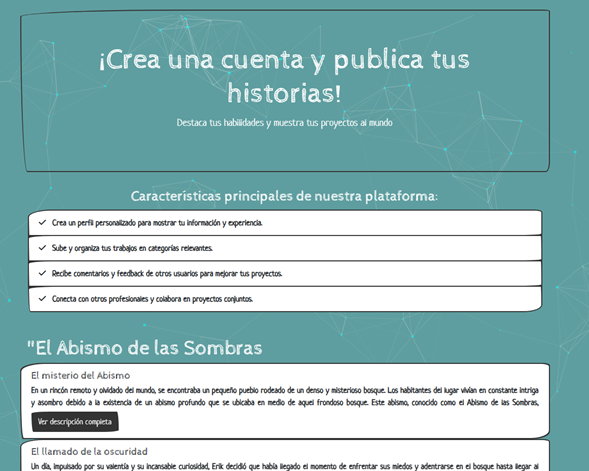 ¡Crea una cuenta y publica tus
historias!
Destaca tus habilidades y muestra tus proyectos al mundo
Características principales de nuestra plataforma:
Crea un perfil personalizado para mostrar tu información y experiencia.
Sube y organiza tus trabajos en categorías relevantes.
Recibe comentarios y feedback de otros usuarios para mejorar tus proyectos.
Conecta con otros profesionales y colabora en proyectos conjuntos.
"El Abismo de las Sombras
El misterio del Abismo
En un rincón remoto y olvidado del mundo, se encontraba un pequeño pueblo rodeado de un denso y misterioso bosque. Los habitantes del lugar vivían en constante intriga
y asombro debido a la existencia de un abismo profundo que se ubicaba en medio de aquel frondoso bosque. Este abismo, conocido como el Abismo de las Sombras,
Ver descripción completa
El llamado de la oscuridad
Un día, impulsado por su valentía y su incansable curiosidad, Erik decidió que había llegado el momento de enfrentar sus miedos y adentrarse en el bosque hasta llegar al